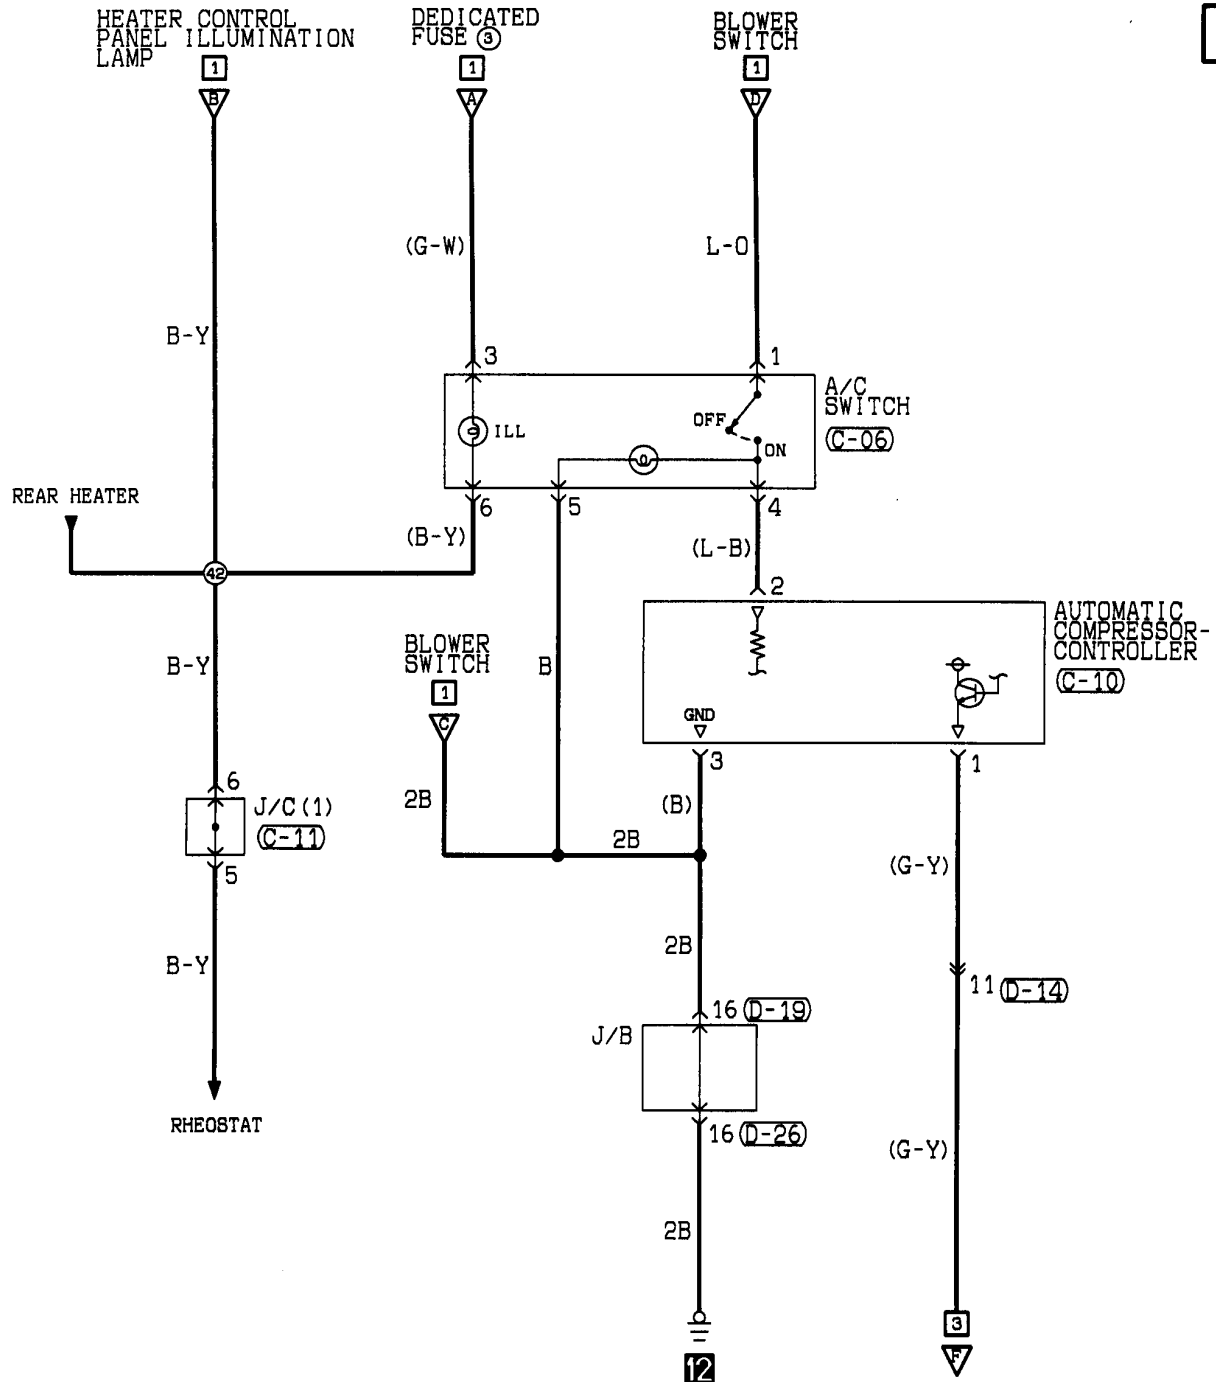 HEATER CONTROL
PANEL ILLUMINATION
LAMP
1
B
DEDICATED
FUSE ③
1
A
BLOWER
SWITCH
1
D
(G-W)
L-O
B-Y
3
1
A/C
SWITCH
C-06
OFF
ON
ILL
6
5
4
REAR HEATER
(B-Y)
(L-B)
42
2
AUTOMATIC
COMPRESSOR-
CONTROLLER
C-10
BLOWER
SWITCH
1
C
B-Y
B
GND
3
1
6
J/C(1)
C-11
5
2B
(B)
2B
(G-Y)
2B
B-Y
11 D-14
16 D-19
J/B
RHEOSTAT
16 D-26
(G-Y)
2B
3
F
12